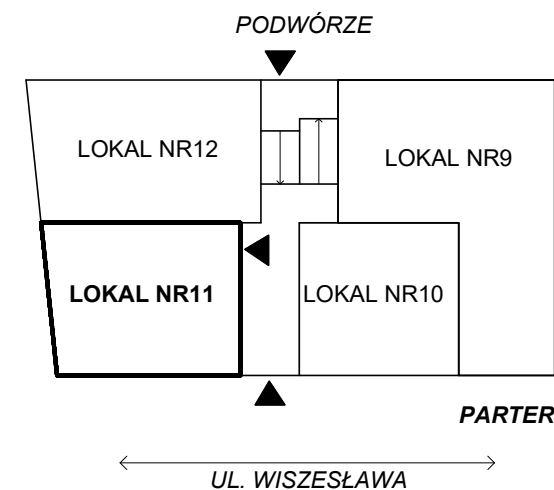 PODWÓRZE
LOKAL NR12
LOKAL NR9
LOKAL NR11
LOKAL NR10
PARTER
UL. WISZESŁAWA